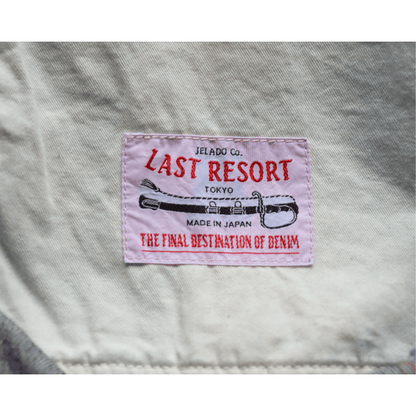 JELADO CO.
LAST RESORT
TOKYO
MADE IN JAPAN
THE FINAL DESTINATION OF DENIM